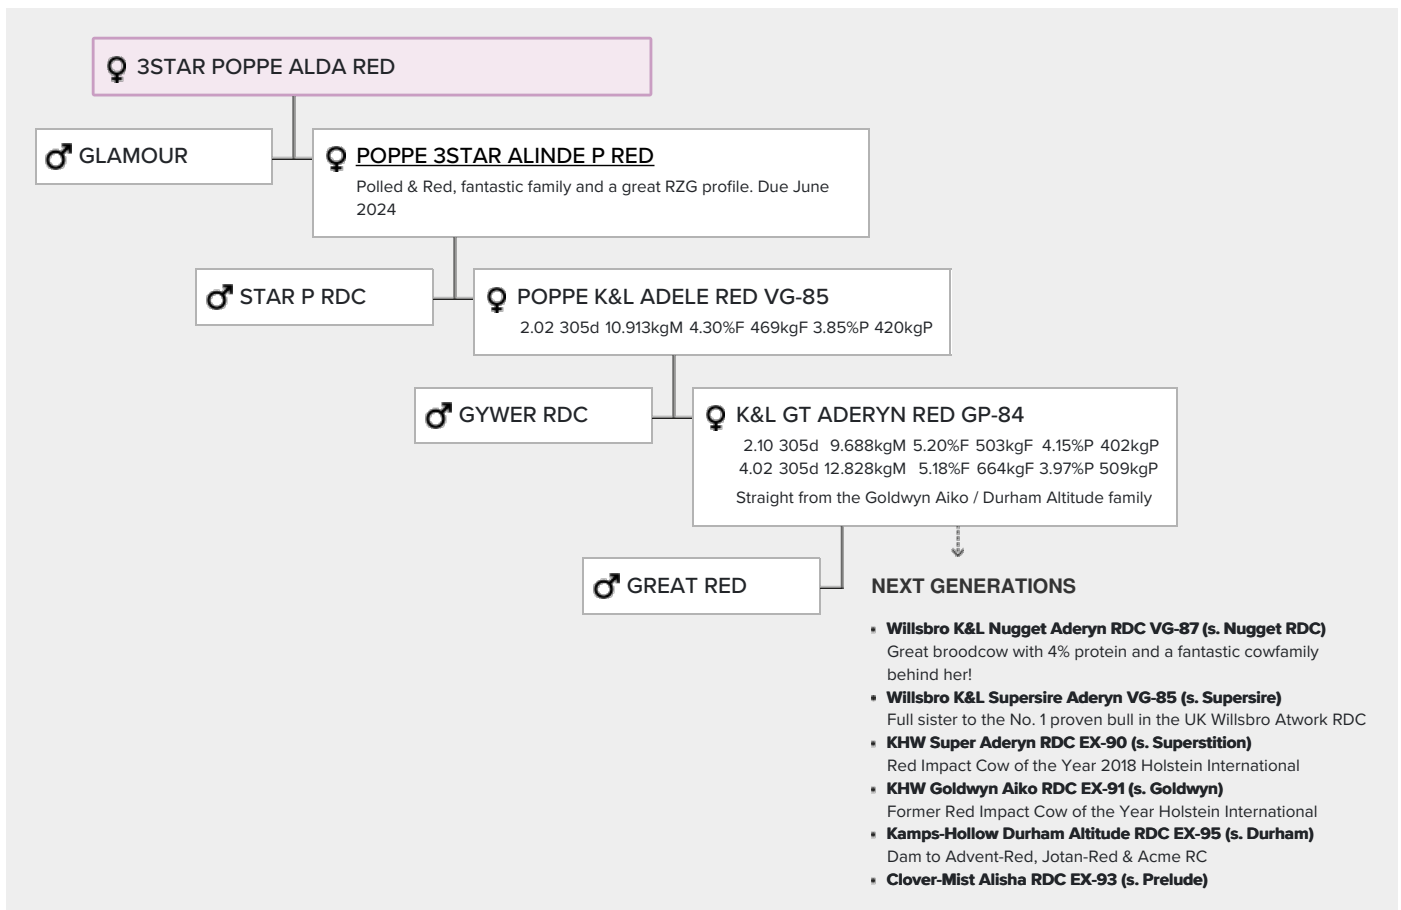 3STAR POPPE ALDA RED
GLAMOUR
POPPE 3STAR ALINDE P RED
Polled & Red, fantastic family and a great RZG profile. Due June
2024
STAR P RDC
POPPE K&L ADELE RED VG-85
2.02 305d 10.913kgM 4.30%F 469kgF 3.85%P 420kgP
GYWER RDC
K&L GT ADERYN RED GP-84
2.10 305d 9.688kgM 5.20%F 503kgF 4.15%P 402kgP
4.02 305d 12.828kgM 5.18%F 664kgF 3.97%P 509kgP
Straight from the Goldwyn Aiko / Durham Altitude family
GREAT RED
NEXT GENERATIONS
Willsbro K&L Nugget Aderyn RDC VG-87 (s. Nugget RDC)
Great broodcow with 4% protein and a fantastic cowfamily
behind her!
Willsbro K&L Supersire Aderyn VG-85 (s. Supersire)
Full sister to the No. 1 proven bull in the UK Willsbro Atwork RDC
KHW Super Aderyn RDC EX-90 (s. Superstition)
Red Impact Cow of the Year 2018 Holstein International
KHW Goldwyn Aiko RDC EX-91 (s. Goldwyn)
Former Red Impact Cow of the Year Holstein International
Kamps-Hollow Durham Altitude RDC EX-95 (s. Durham)
Dam to Advent-Red, Jotan-Red & Acme RC
Clover-Mist Alisha RDC EX-93 (s. Prelude)